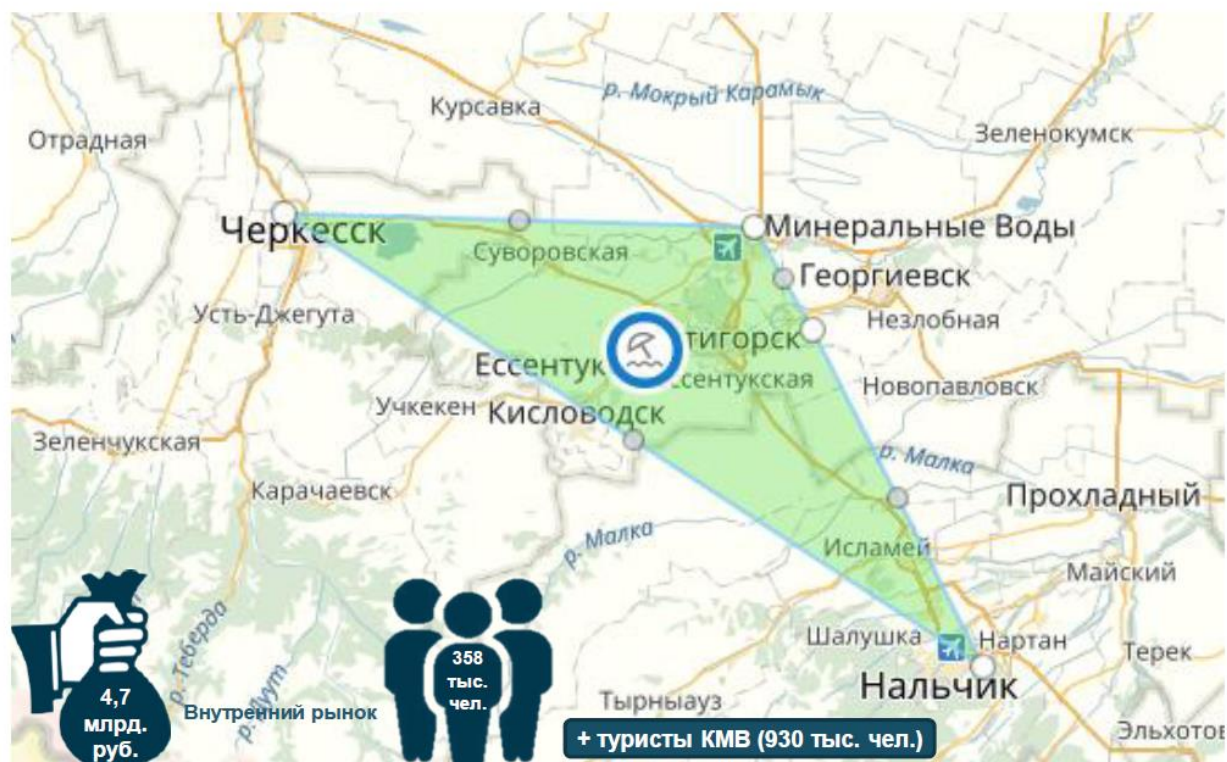 р. Мокрый Карамык
Курсавка
Отрадная
Зеленокумск
Черкесск
Минеральные Воды
Суворовская
Георгиевск
Усть-Джегута
Незлобная
тигорск
Ессентук
ссентукская
Новопавловск
Учкекен
Кисловодск
Зеленчукская
р. Малка
Карачаевск
Прохладный
р. Малка
Исламей
Майский
р. Теберда
Шалушка
Нартан
Терек
358
тыс.
чел.
4,7
млрд.
руб.
Внутренний рынок
Тырныауз
Нальчик
Эльхотов
+ туристы КМВ (930 тыс. чел.)